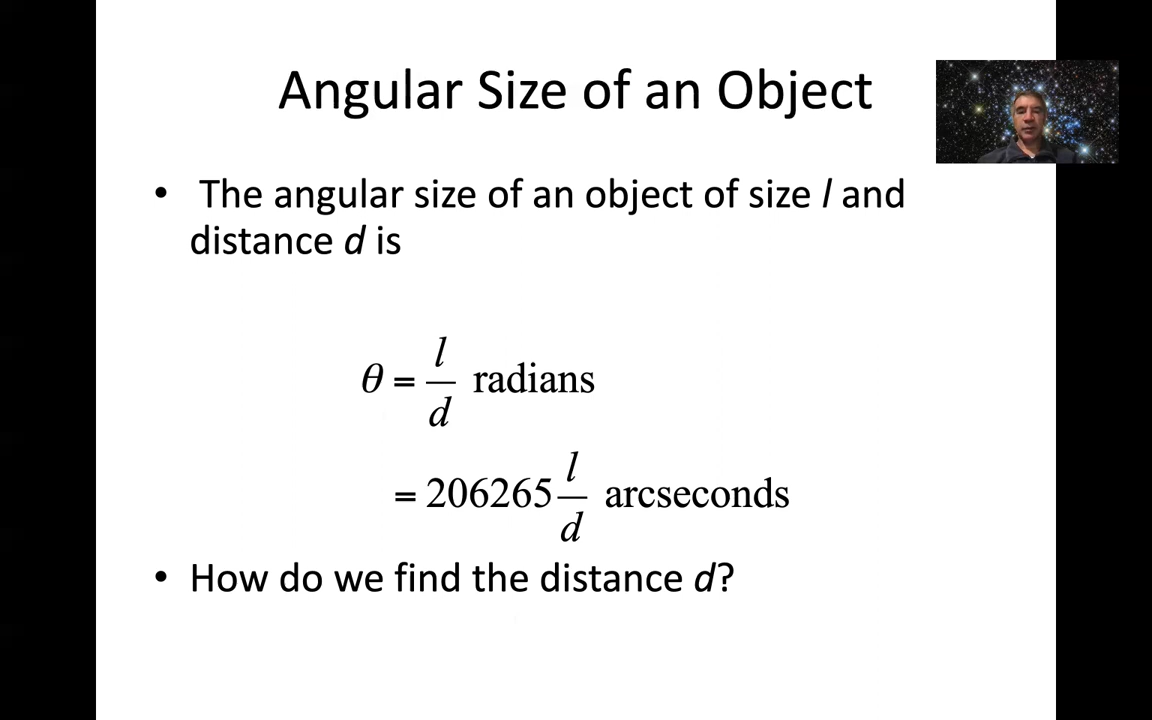 Angular Size of an Object
• The angular size of an object of size l and
distance d is
θ = l/d radians
= 206265 l/d arcseconds
• How do we find the distance d?